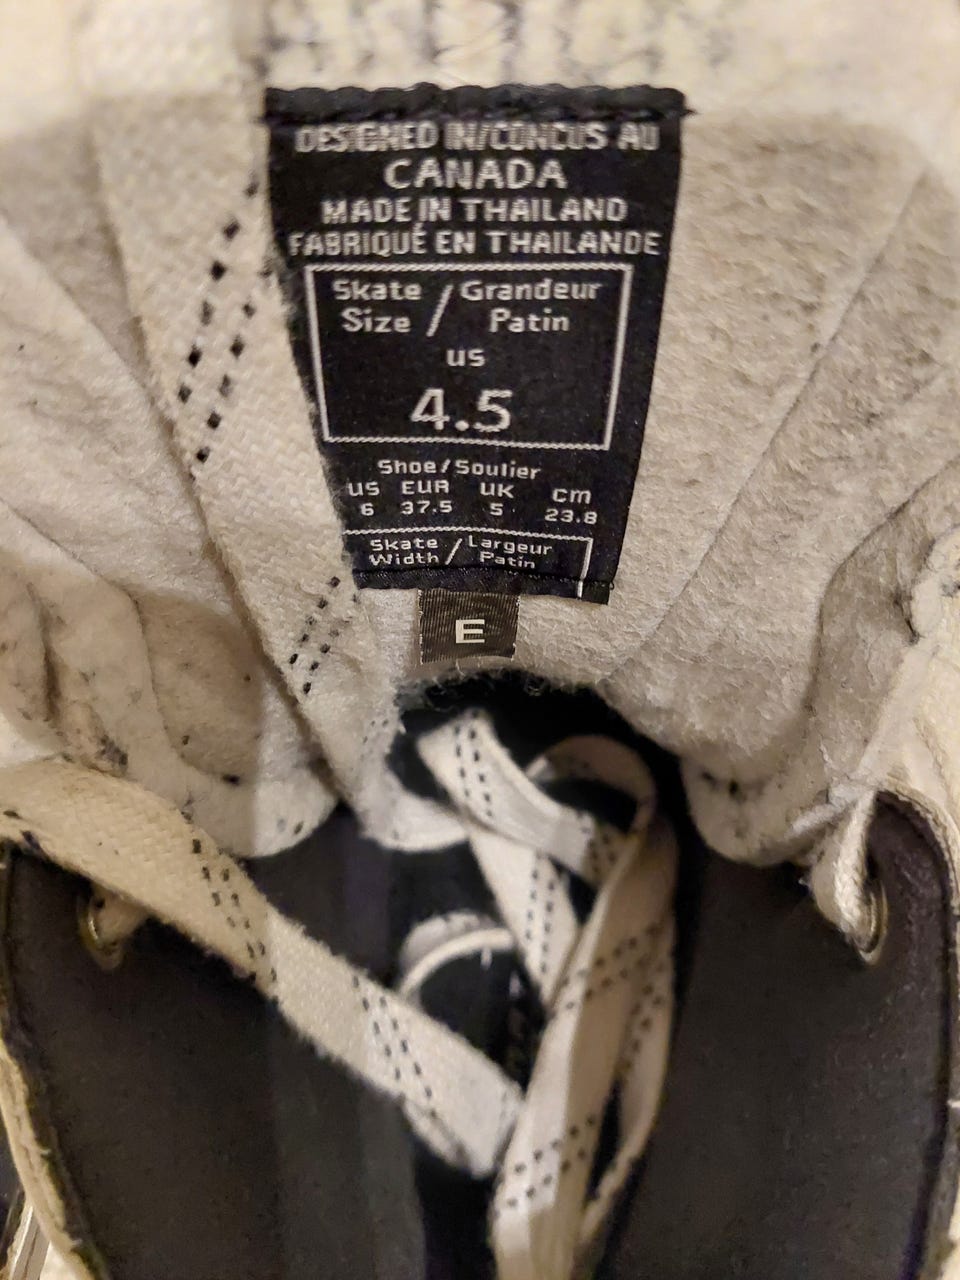 DESIGNED IN/CONÇUS AU
CANADA
MADE IN THAILAND
FABRIQUÉ EN THAILANDE
Skate / Grandeur
Size / Patin
us
4.5
Shoe/Soulier
US EUR UK CM
6 37.5 5 23.8
Skate / Largeur
Width / Patin
E